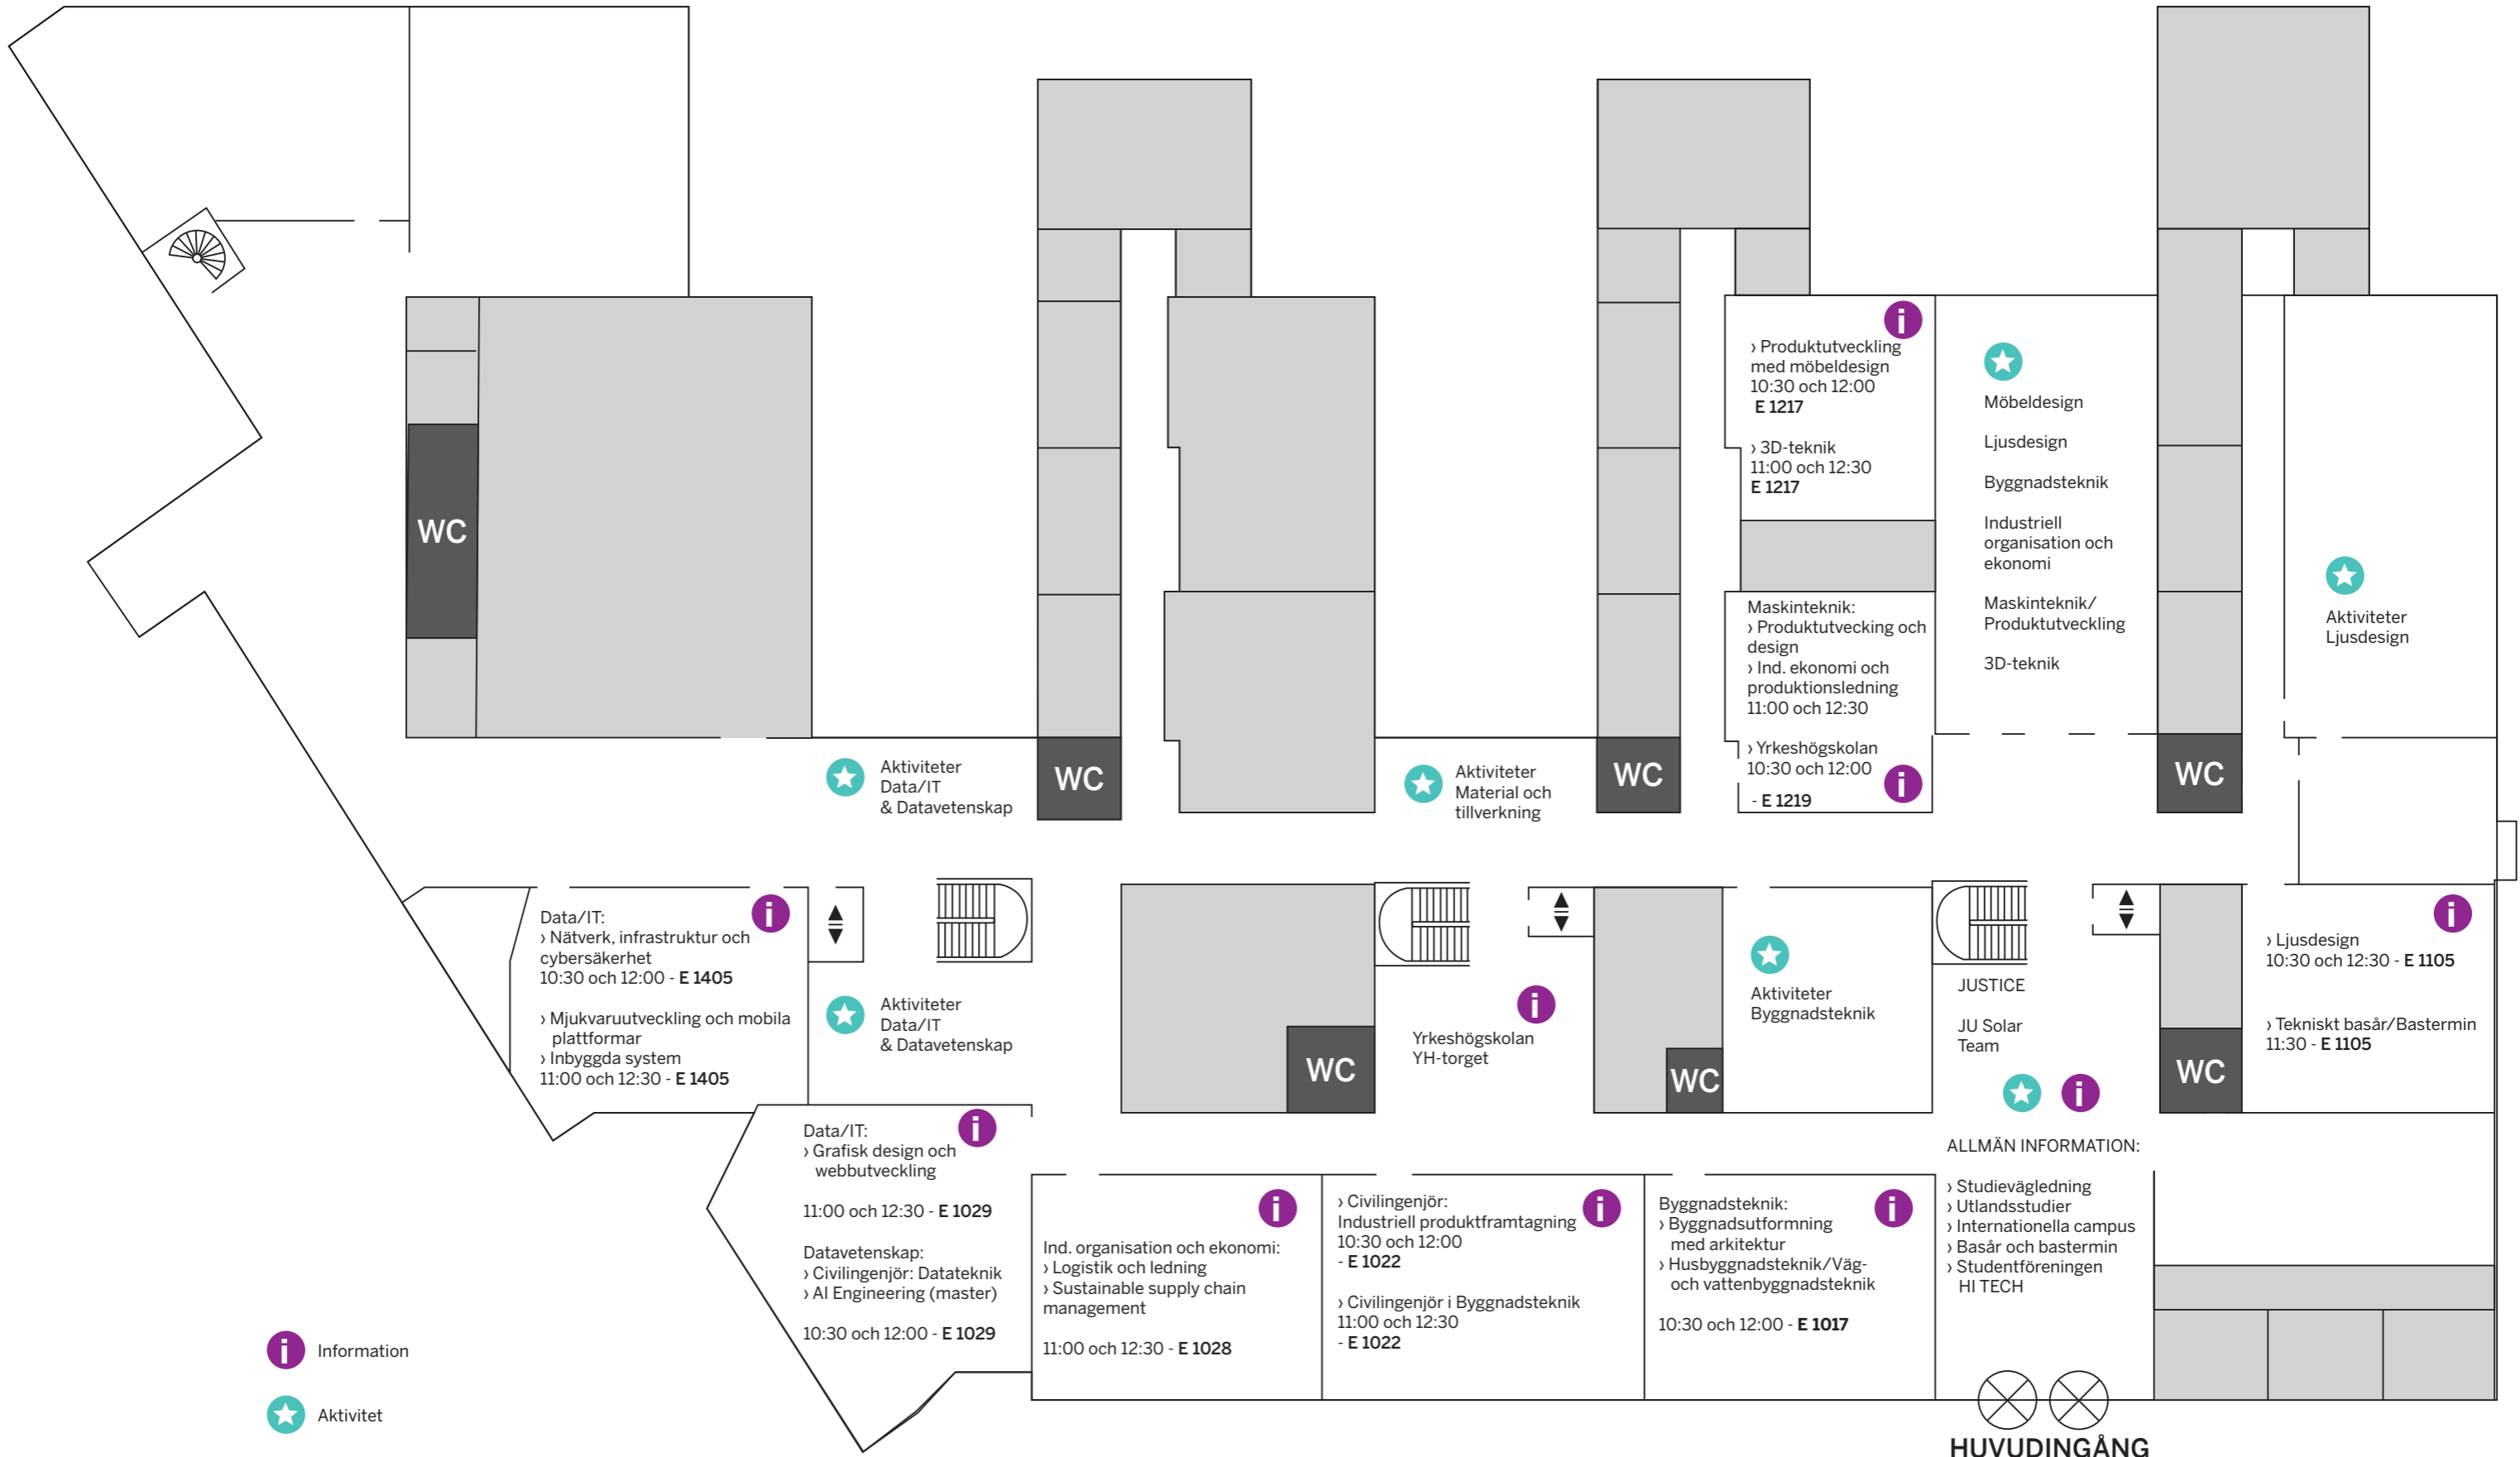 › Produktutveckling
med möbeldesign
10:30 och 12:00
E 1217
› 3D-teknik
11:00 och 12:30
E 1217
Möbeldesign
Ljusdesign
Byggnadsteknik
Industriell
organisation och
ekonomi
Maskinteknik/
Produktutveckling
3D-teknik
Aktiviteter
Ljusdesign
WC
Maskinteknik:
› Produktutvecking och
design
› Ind. ekonomi och
produktionsledning
11:00 och 12:30
› Yrkeshögskolan
10:30 och 12:00
- E 1219
Aktiviteter
Data/IT
& Datavetenskap
WC
Aktiviteter
Material och
tillverkning
WC
WC
Data/IT:
› Nätverk, infrastruktur och
cybersäkerhet
10:30 och 12:00 - E 1405
› Mjukvaruutveckling och mobila
plattformar
› Inbyggda system
11:00 och 12:30 - E 1405
Aktiviteter
Data/IT
& Datavetenskap
WC
Yrkeshögskolan
YH-torget
WC
Aktiviteter
Byggnadsteknik
JUSTICE
JU Solar
Team
WC
› Ljusdesign
10:30 och 12:30 - E 1105
› Tekniskt basår/Bastermin
11:30 - E 1105
Data/IT:
› Grafisk design och
webbutveckling
11:00 och 12:30 - E 1029
Datavetenskap:
› Civilingenjör: Datateknik
› AI Engineering (master)
10:30 och 12:00 - E 1029
Ind. organisation och ekonomi:
› Logistik och ledning
› Sustainable supply chain
management
11:00 och 12:30 - E 1028
› Civilingenjör:
Industriell produktframtagning
10:30 och 12:00
- E 1022
› Civilingenjör i Byggnadsteknik
11:00 och 12:30
- E 1022
Byggnadsteknik:
› Byggnadsutformning
med arkitektur
› Husbyggnadsteknik/Väg-
och vattenbyggnadsteknik
10:30 och 12:00 - E 1017
ALLMÄN INFORMATION:
› Studievägledning
› Utlandsstudier
› Internationella campus
› Basår och bastermin
› Studentföreningen
HI TECH
i Information
Aktivitet
HUVUDINGÅNG